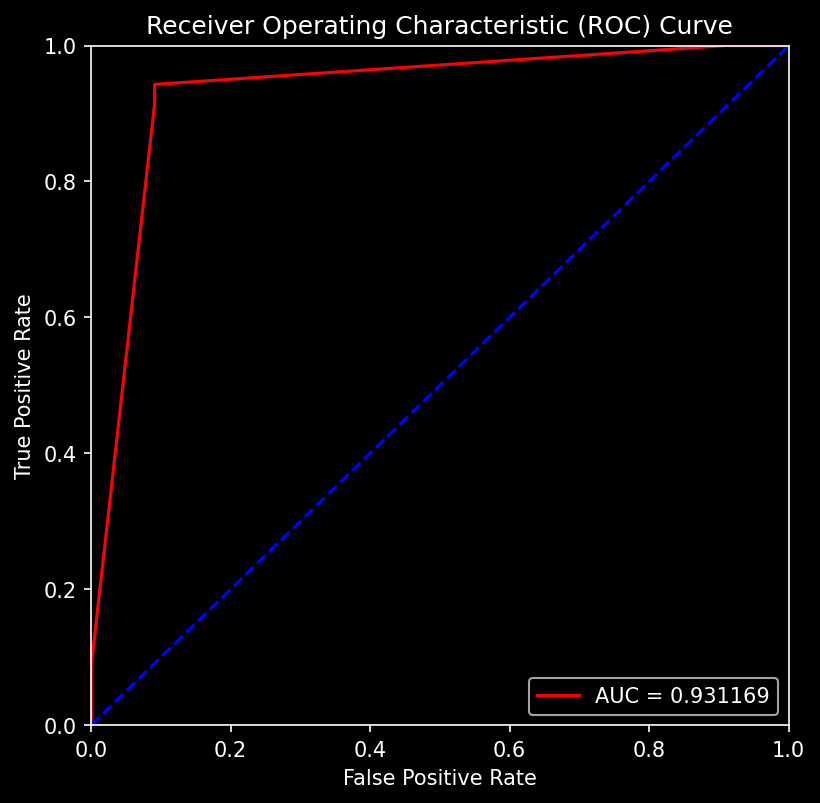 Receiver Operating Characteristic (ROC) Curve
1.0
0.8
0.6
0.4
0.2
0.0
True Positive Rate
AUC = 0.931169
0.0 0.2 0.4 0.6 0.8 1.0
False Positive Rate